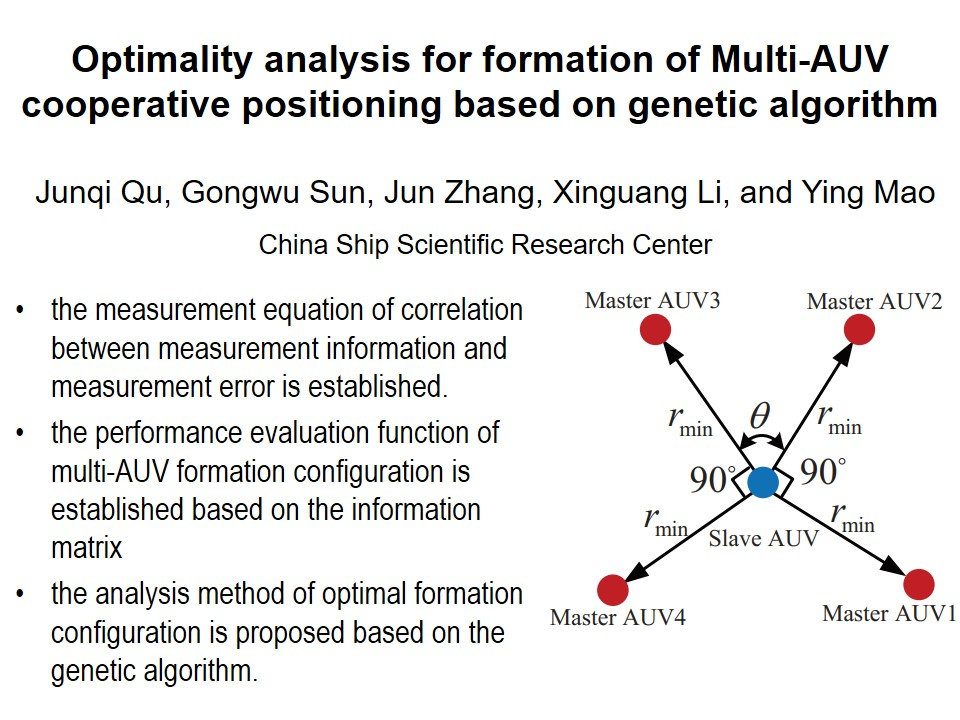 Optimality analysis for formation of Multi-AUV
cooperative positioning based on genetic algorithm
Junqi Qu, Gongwu Sun, Jun Zhang, Xinguang Li, and Ying Mao
China Ship Scientific Research Center
• the measurement equation of correlation
between measurement information and
measurement error is established.
• the performance evaluation function of
multi-AUV formation configuration is
established based on the information
matrix
• the analysis method of optimal formation
configuration is proposed based on the
genetic algorithm.
Master AUV3
Master AUV2
r_min
θ
r_min
90°
90°
r_min
Slave AUV
r_min
Master AUV4
Master AUV1